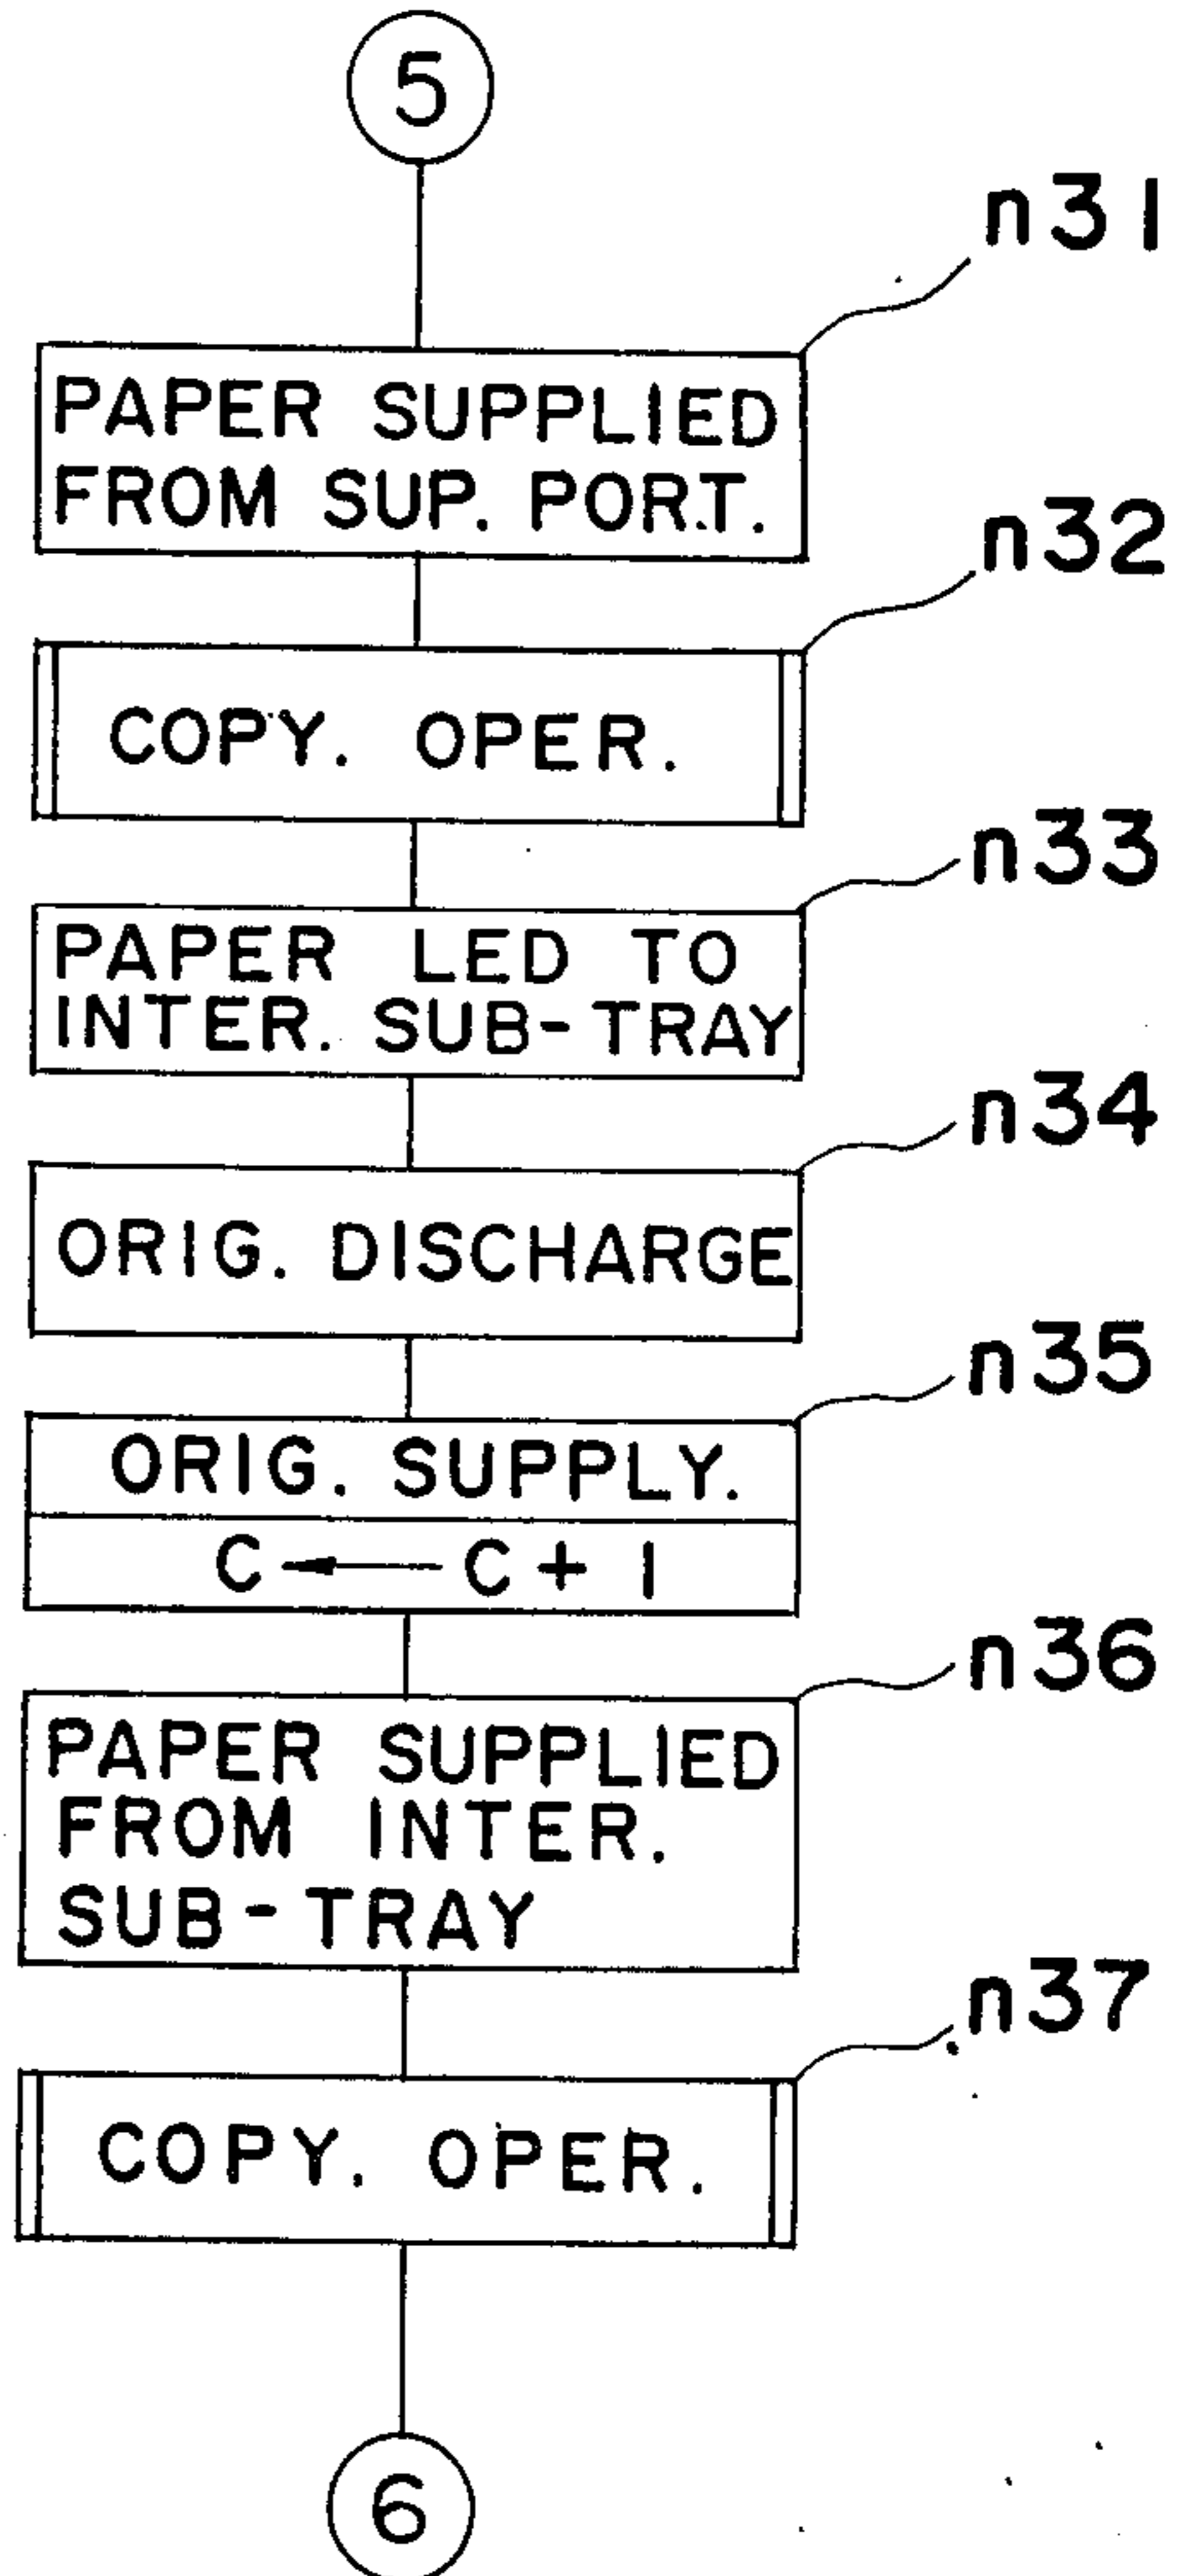 5
n31
PAPER SUPPLIED
FROM SUP. PORT.
n32
COPY. OPER.
n33
PAPER LED TO
INTER. SUB-TRAY
n34
ORIG. DISCHARGE
n35
ORIG. SUPPLY.
C ← C + 1
n36
PAPER SUPPLIED
FROM INTER.
SUB-TRAY
n37
COPY. OPER.
6